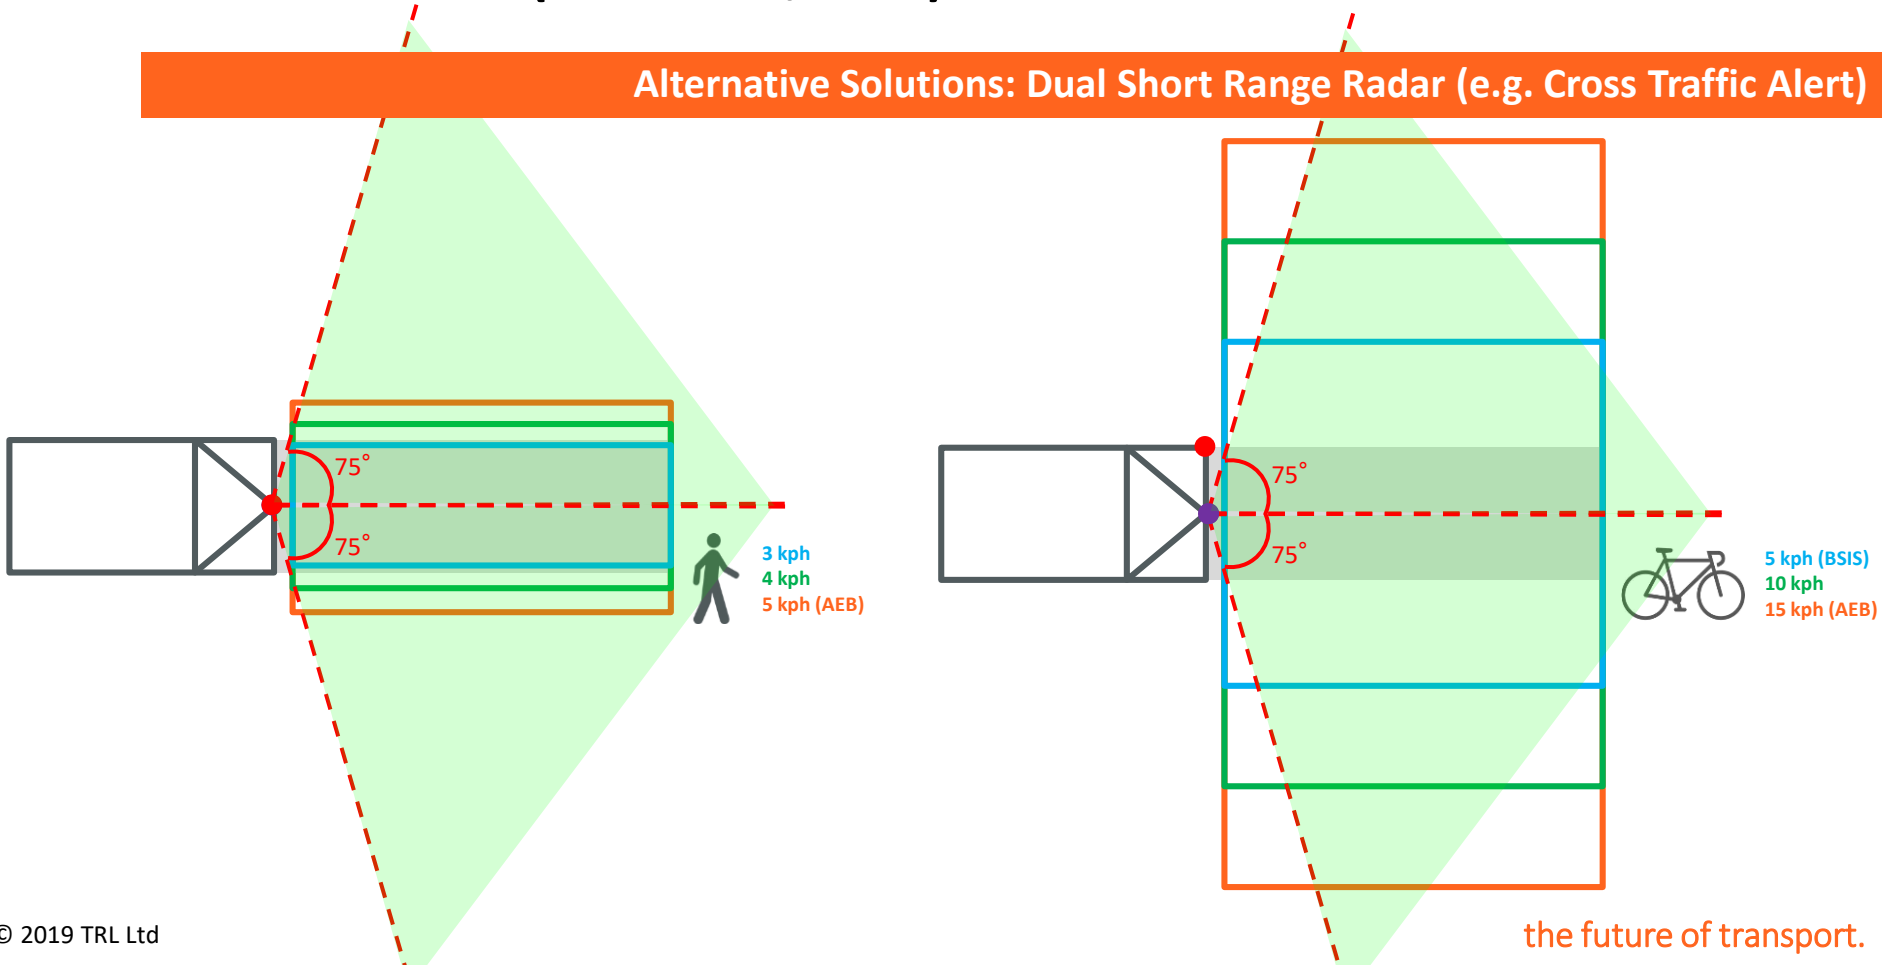 Alternative Solutions: Dual Short Range Radar (e.g. Cross Traffic Alert)
75°
75°
3 kph
4 kph
5 kph (AEB)
75°
75°
5 kph (BSIS)
10 kph
15 kph (AEB)
© 2019 TRL Ltd
the future of transport.